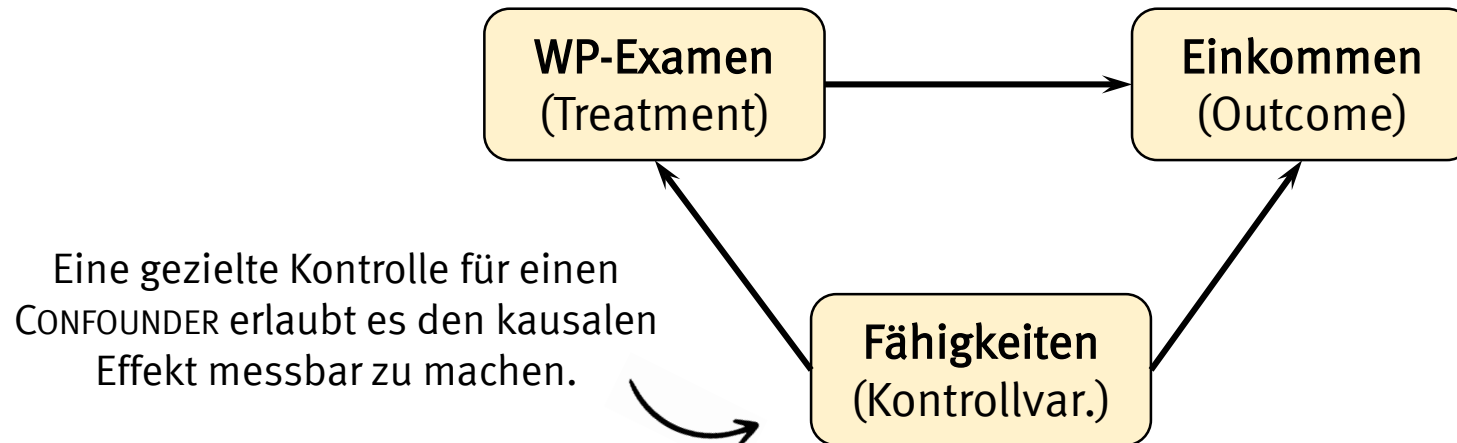 WP-Examen
(Treatment)
Einkommen
(Outcome)
Eine gezielte Kontrolle für einen
CONFOUNDER erlaubt es den kausalen
Effekt messbar zu machen.
Fähigkeiten
(Kontrollvar.)